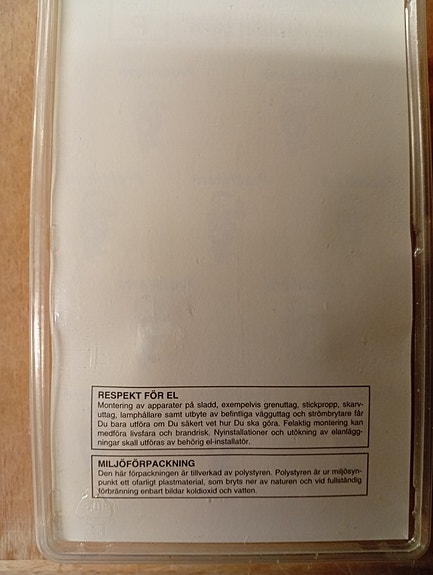 RESPEKT FÖR EL
Montering av apparater på sladd, exempelvis grenuttag, stickpropp, skarv-
uttag, lamphållare samt utbyte av befintliga vägguttag och strömbrytare får
Du bara utföra om Du säkert vet hur Du ska göra. Felaktig montering kan
medföra livsfara och brandrisk. Nyinstallationer och utökning av elanlägg-
ningar skall utföras av behörig el-installatör.
MILJÖFÖRPACKNING
Den här förpackningen är tillverkad av polystyren. Polystyren är ur miljösyn-
punkt ett ofarligt plastmaterial, som bryts ner av naturen och vid fullständig
förbränning enbart bildar koldioxid och vatten.